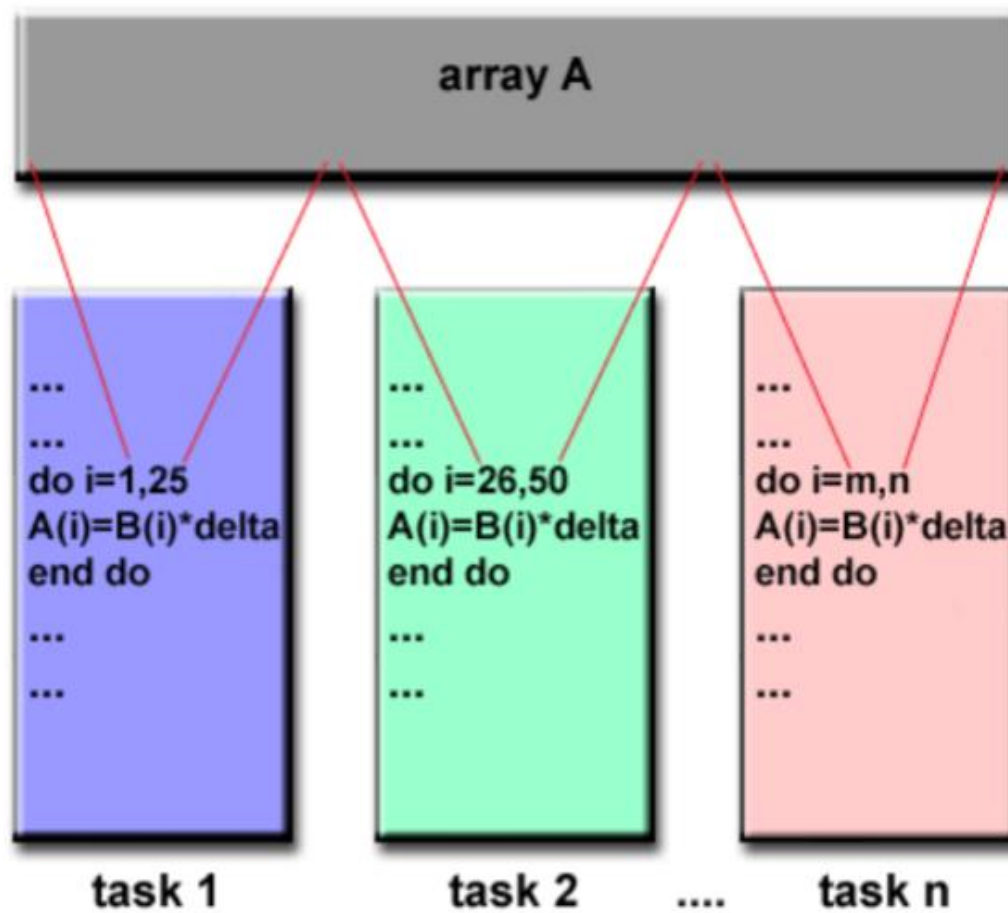 array A
...
...
do i=1,25
A(i)=B(i)*delta
end do
...
...
task 1
...
...
do i=26,50
A(i)=B(i)*delta
end do
...
...
task 2
....
...
...
do i=m,n
A(i)=B(i)*delta
end do
...
...
task n